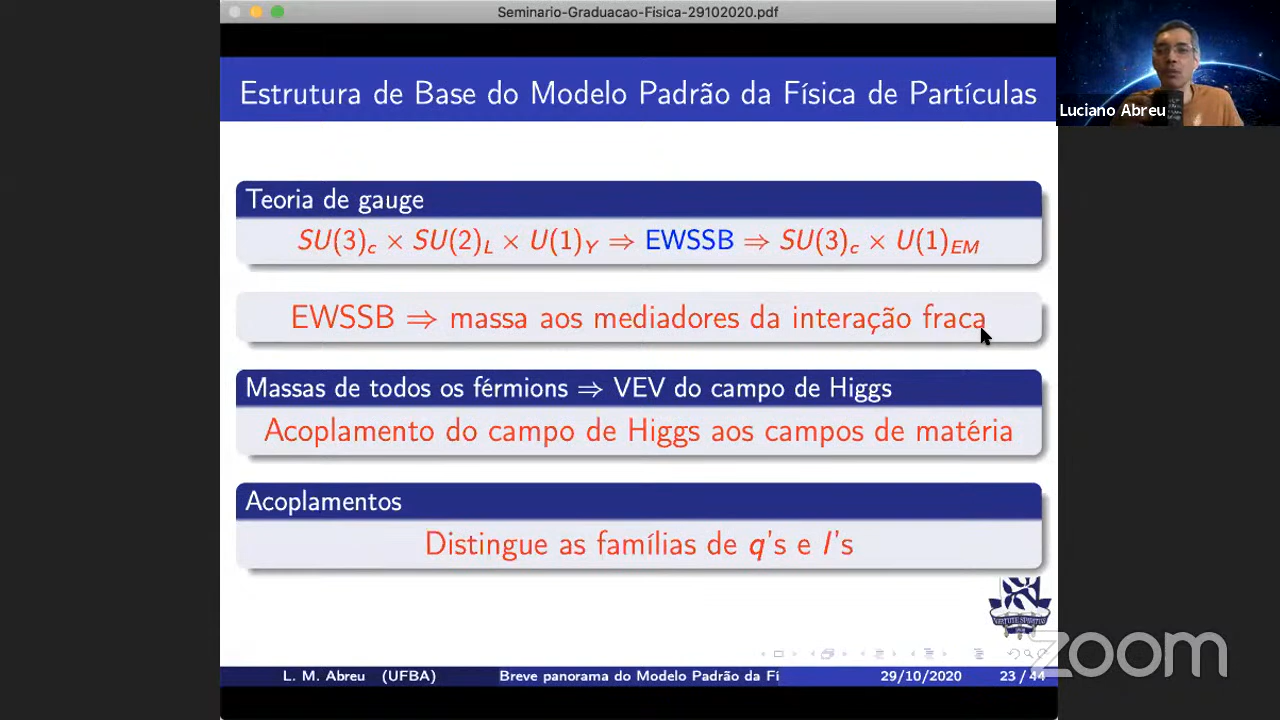 Seminario-Graduacao-Fisica-29102020.pdf
Estrutura de Base do Modelo Padrão da Física de Partículas
Luciano Abreu
Teoria de gauge
SU(3)c × SU(2)L × U(1)Y ⇒ EWSSB ⇒ SU(3)c × U(1)EM
EWSSB ⇒ massa aos mediadores da interação fraca
Massas de todos os férmions ⇒ VEV do campo de Higgs
Acoplamento do campo de Higgs aos campos de matéria
Acoplamentos
Distingue as famílias de q's e l's
zoom
L. M. Abreu (UFBA) Breve panorama do Modelo Padrão da Fí 29/10/2020 23 / 44